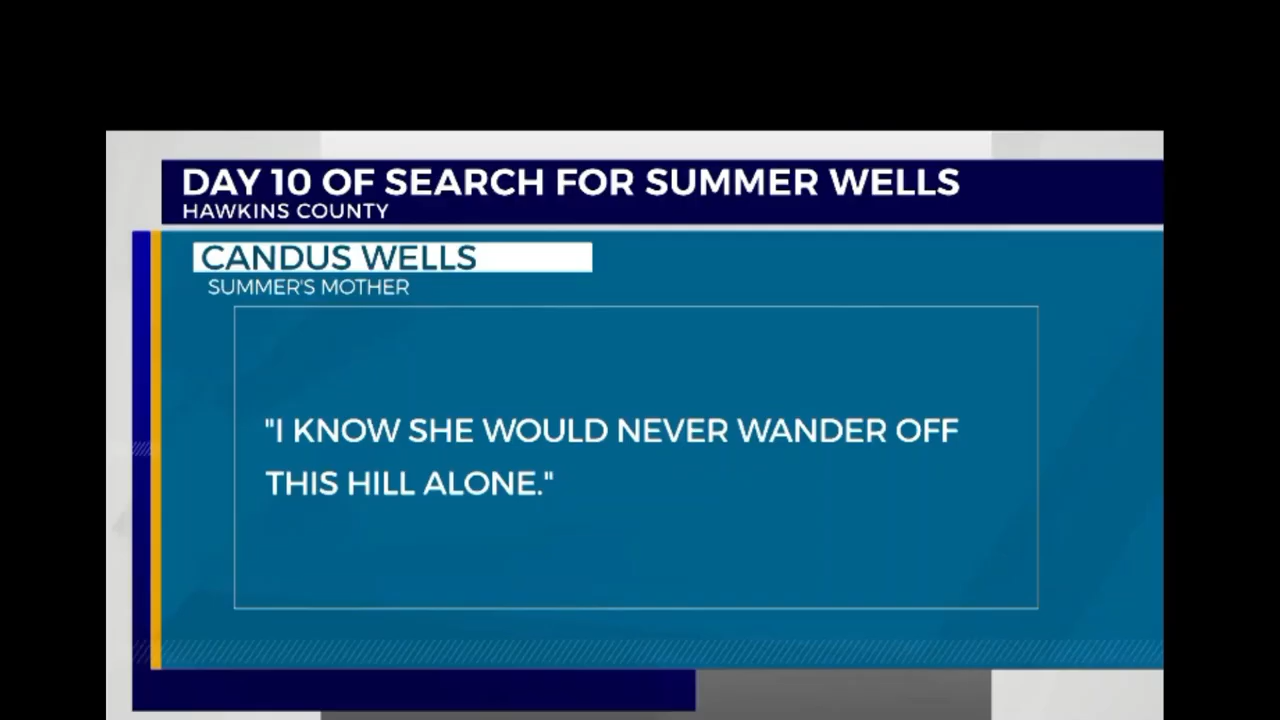 DAY 10 OF SEARCH FOR SUMMER WELLS
HAWKINS COUNTY
CANDUS WELLS
SUMMER'S MOTHER
"I KNOW SHE WOULD NEVER WANDER OFF
THIS HILL ALONE."